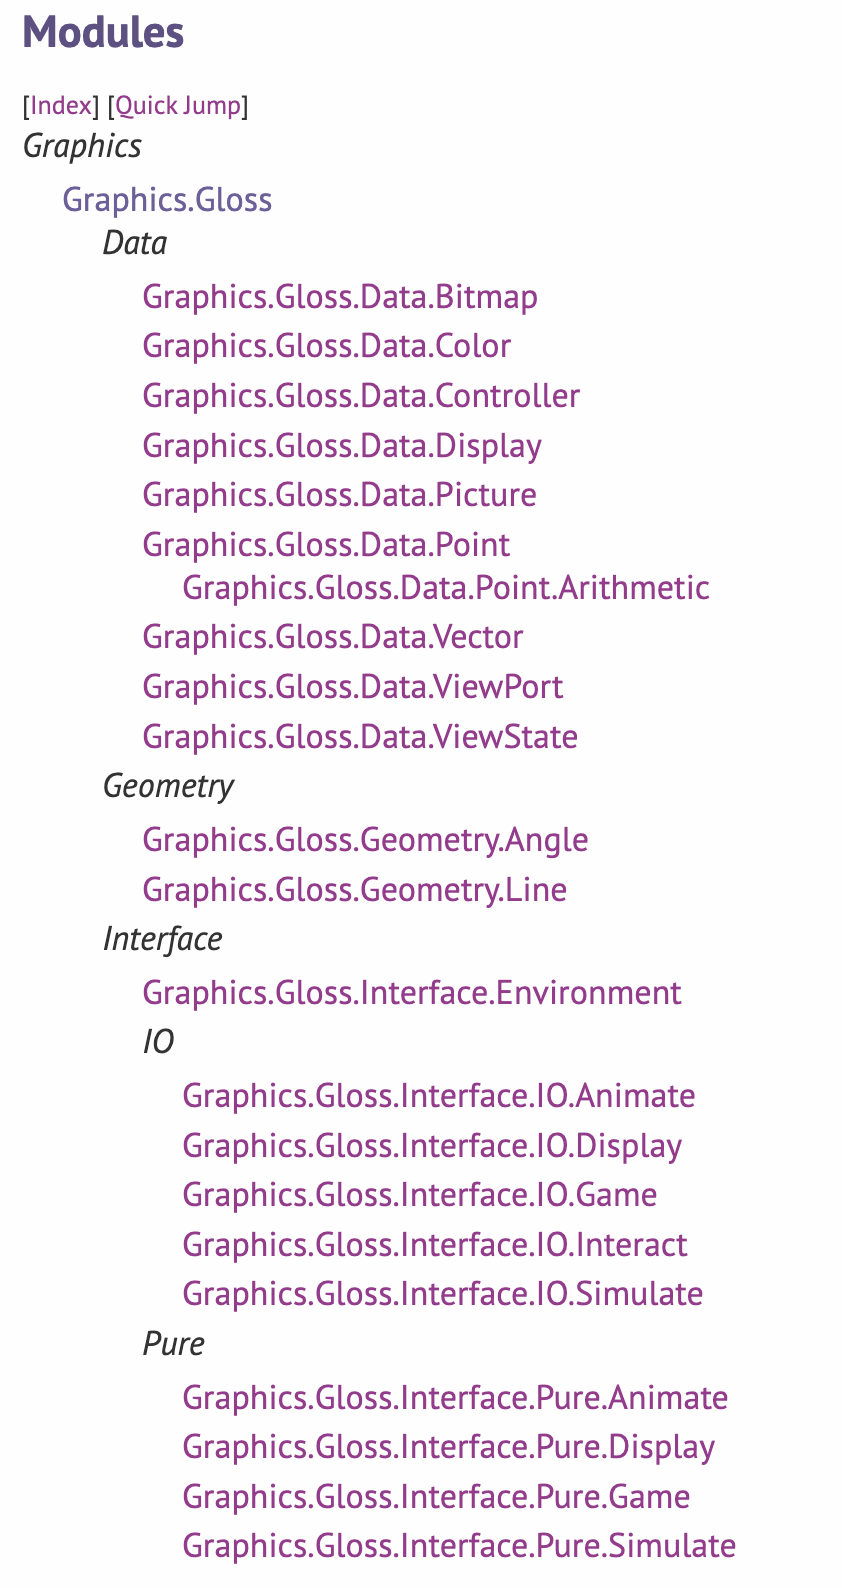 Modules
[Index] [Quick Jump]
Graphics
Graphics.Gloss
Data
Graphics.Gloss.Data.Bitmap
Graphics.Gloss.Data.Color
Graphics.Gloss.Data.Controller
Graphics.Gloss.Data.Display
Graphics.Gloss.Data.Picture
Graphics.Gloss.Data.Point
Graphics.Gloss.Data.Point.Arithmetic
Graphics.Gloss.Data.Vector
Graphics.Gloss.Data.ViewPort
Graphics.Gloss.Data.ViewState
Geometry
Graphics.Gloss.Geometry.Angle
Graphics.Gloss.Geometry.Line
Interface
Graphics.Gloss.Interface.Environment
IO
Graphics.Gloss.Interface.IO.Animate
Graphics.Gloss.Interface.IO.Display
Graphics.Gloss.Interface.IO.Game
Graphics.Gloss.Interface.IO.Interact
Graphics.Gloss.Interface.IO.Simulate
Pure
Graphics.Gloss.Interface.Pure.Animate
Graphics.Gloss.Interface.Pure.Display
Graphics.Gloss.Interface.Pure.Game
Graphics.Gloss.Interface.Pure.Simulate